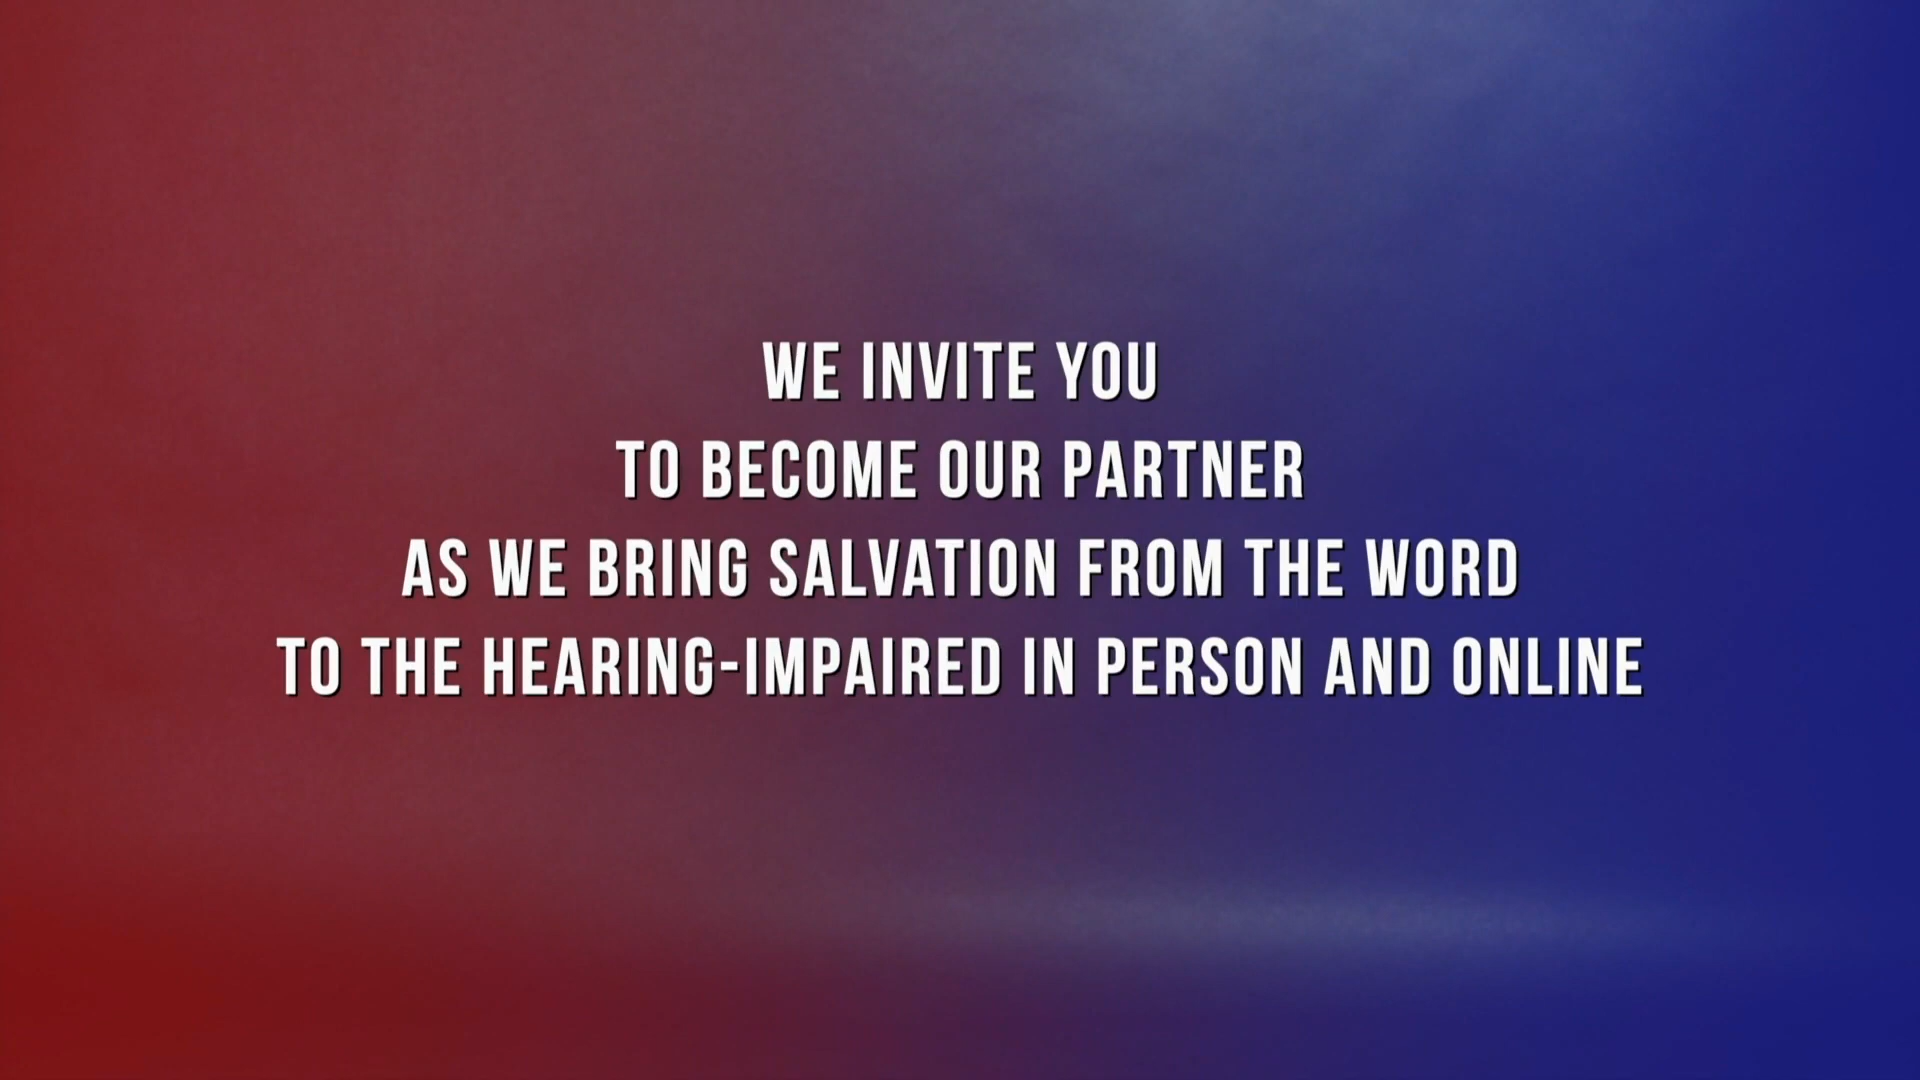 WE INVITE YOU
TO BECOME OUR PARTNER
AS WE BRING SALVATION FROM THE WORD
TO THE HEARING-IMPAIRED IN PERSON AND ONLINE